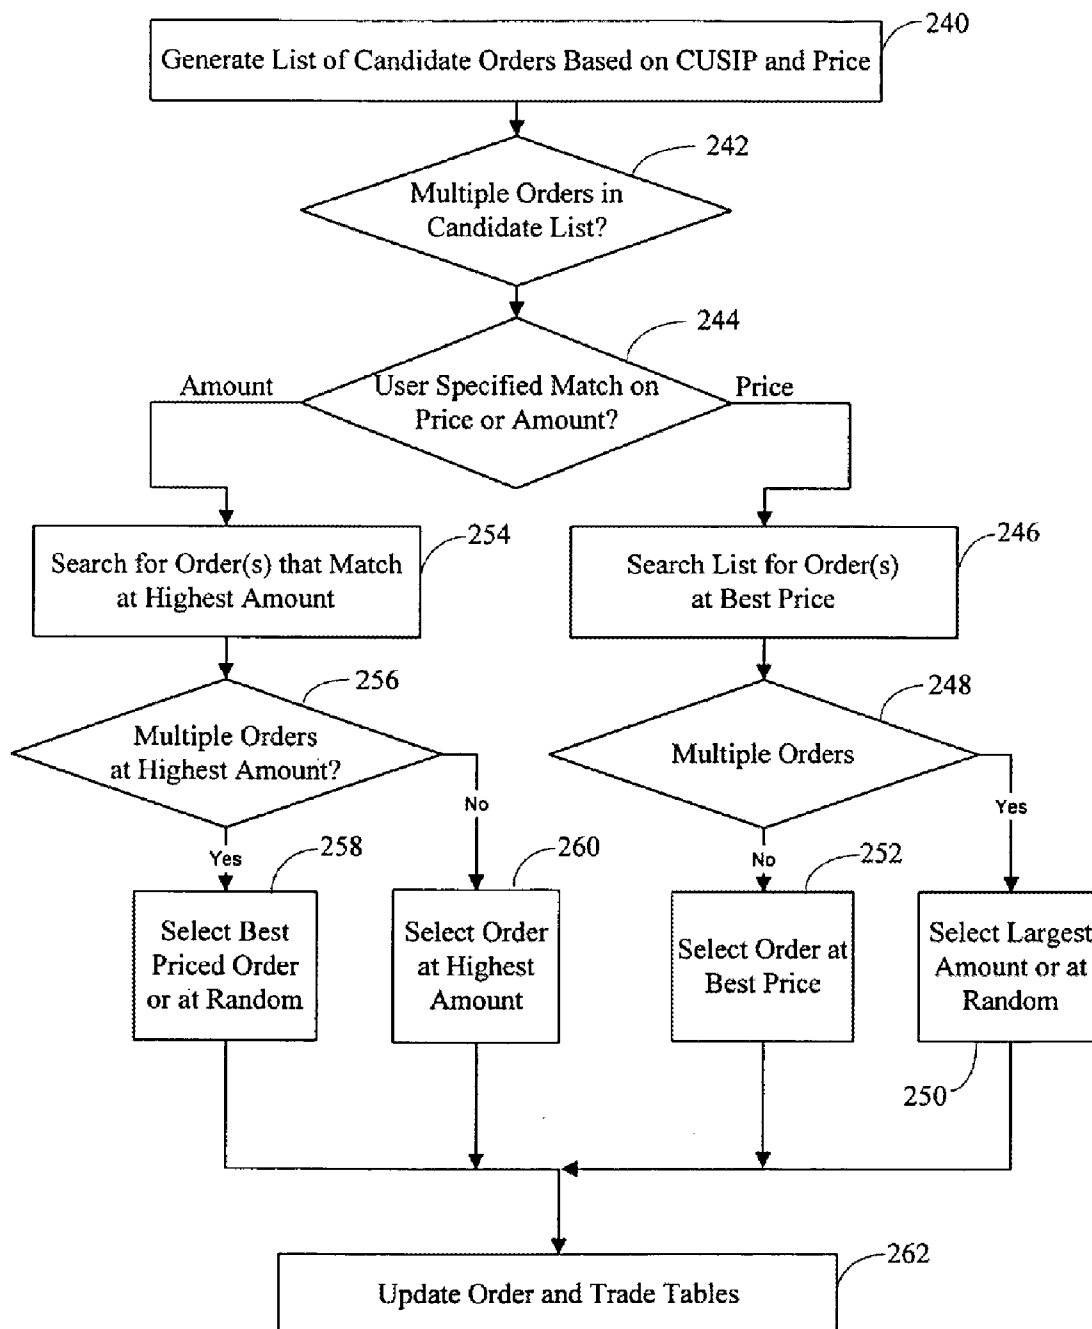 240
Generate List of Candidate Orders Based on CUSIP and Price
242
Multiple Orders in
Candidate List?
244
Amount
User Specified Match on
Price or Amount?
Price
254
Search for Order(s) that Match
at Highest Amount
246
Search List for Order(s)
at Best Price
256
Multiple Orders
at Highest Amount?
248
Multiple Orders
No
Yes
Yes
No
258
Select Best
Priced Order
or at Random
260
Select Order
at Highest
Amount
252
Select Order at
Best Price
Select Largest
Amount or at
Random
250
262
Update Order and Trade Tables